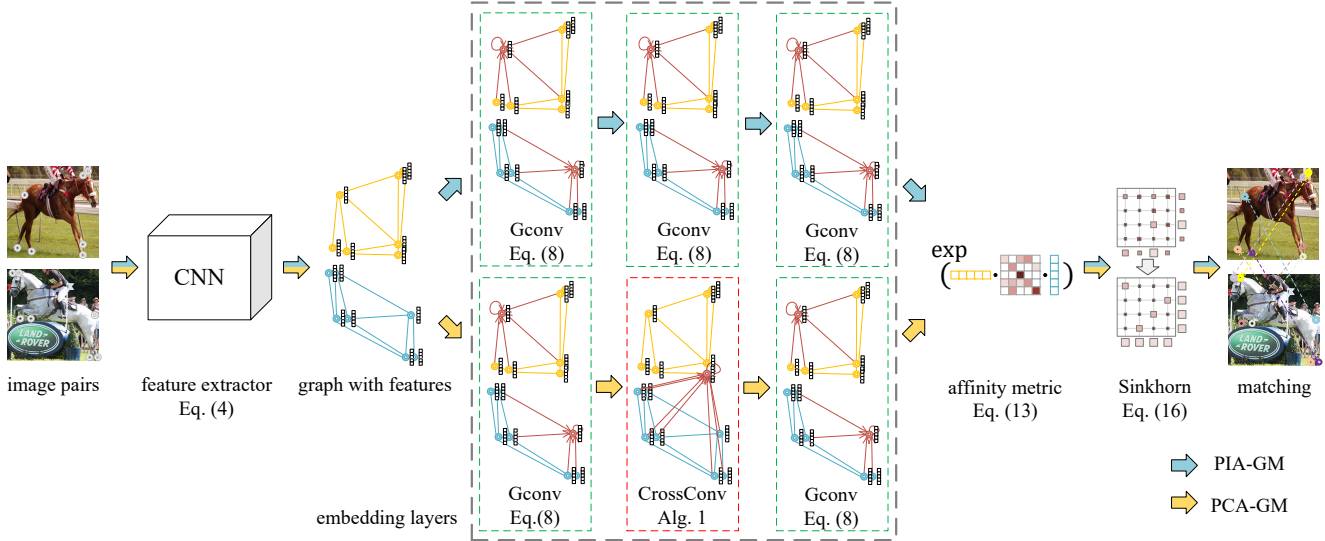 Gconv
Eq. (8)
Gconv
Eq. (8)
Gconv
Eq. (8)
CNN
LAND-
ROVER
image pairs
feature extractor
Eq. (4)
graph with features
Gconv
Eq.(8)
CrossConv
Alg. 1
Gconv
Eq. (8)
embedding layers
exp
( · · )
affinity metric
Eq. (13)
Sinkhorn
Eq. (16)
LAND-
ROVER
matching
PIA-GM
PCA-GM